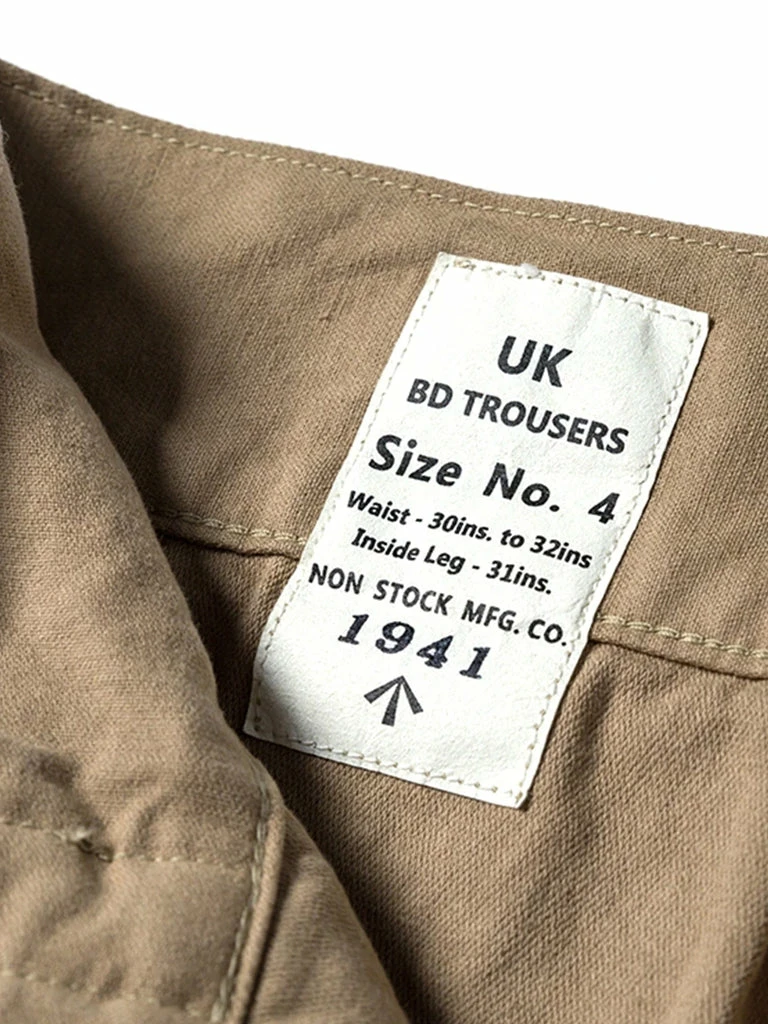 UK
BD TROUSERS
Size No. 4
Waist - 30ins. to 32ins
Inside Leg - 31ins.
NON STOCK MFG. CO.
1941